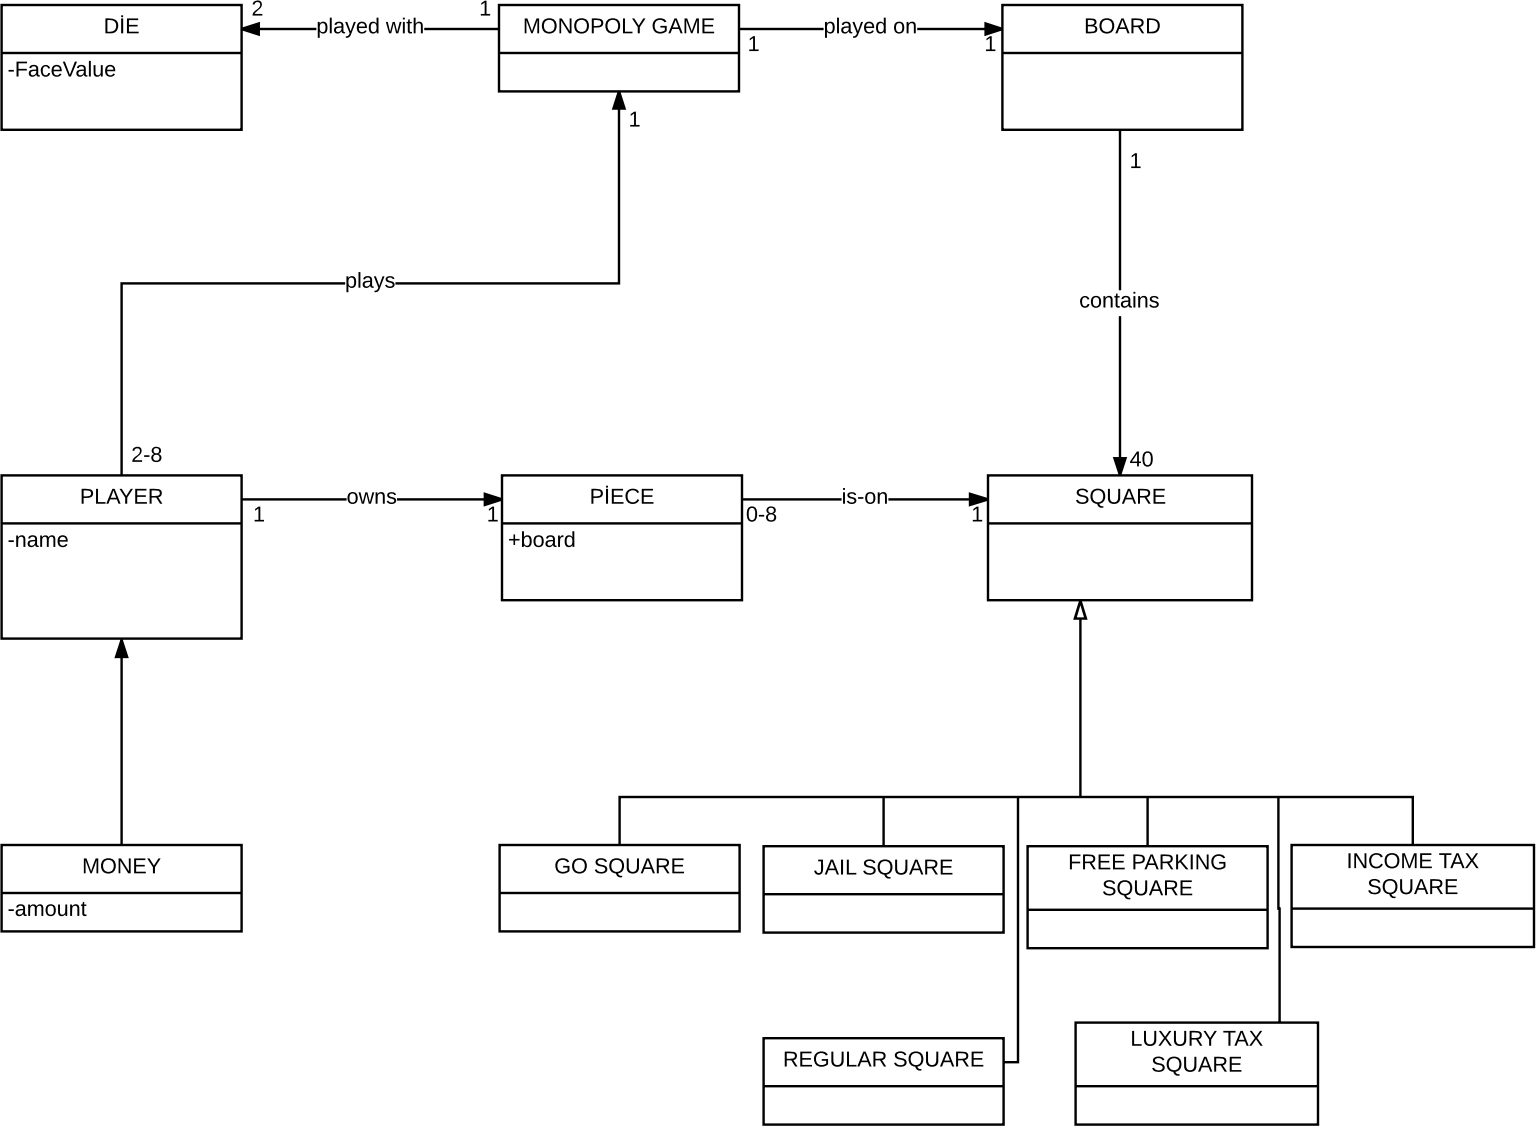 DİE
-FaceValue
2
played with
1
MONOPOLY GAME
1
played on
1
BOARD
1
1
plays
contains
2-8
40
PLAYER
-name
1
owns
1
PİECE
+board
0-8
is-on
1
SQUARE
MONEY
-amount
GO SQUARE
JAIL SQUARE
FREE PARKING
SQUARE
INCOME TAX
SQUARE
REGULAR SQUARE
LUXURY TAX
SQUARE